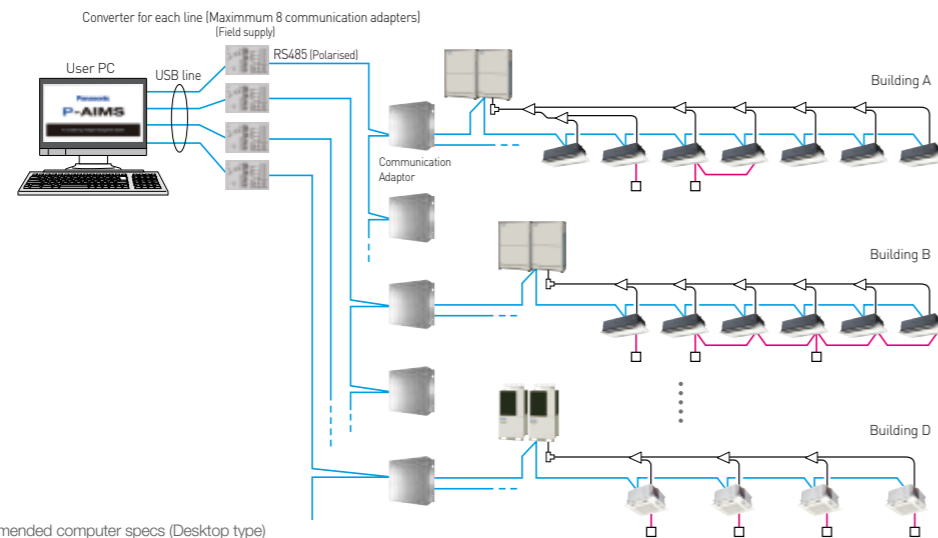 Converter for each line (Maximmum 8 communication adapters)
(Field supply)
RS485 (Polarised)
User PC
USB line
Panasonic
P-AIMS
Communication
Adaptor
Building A
Building B
Building D
mended computer specs (Desktop type)